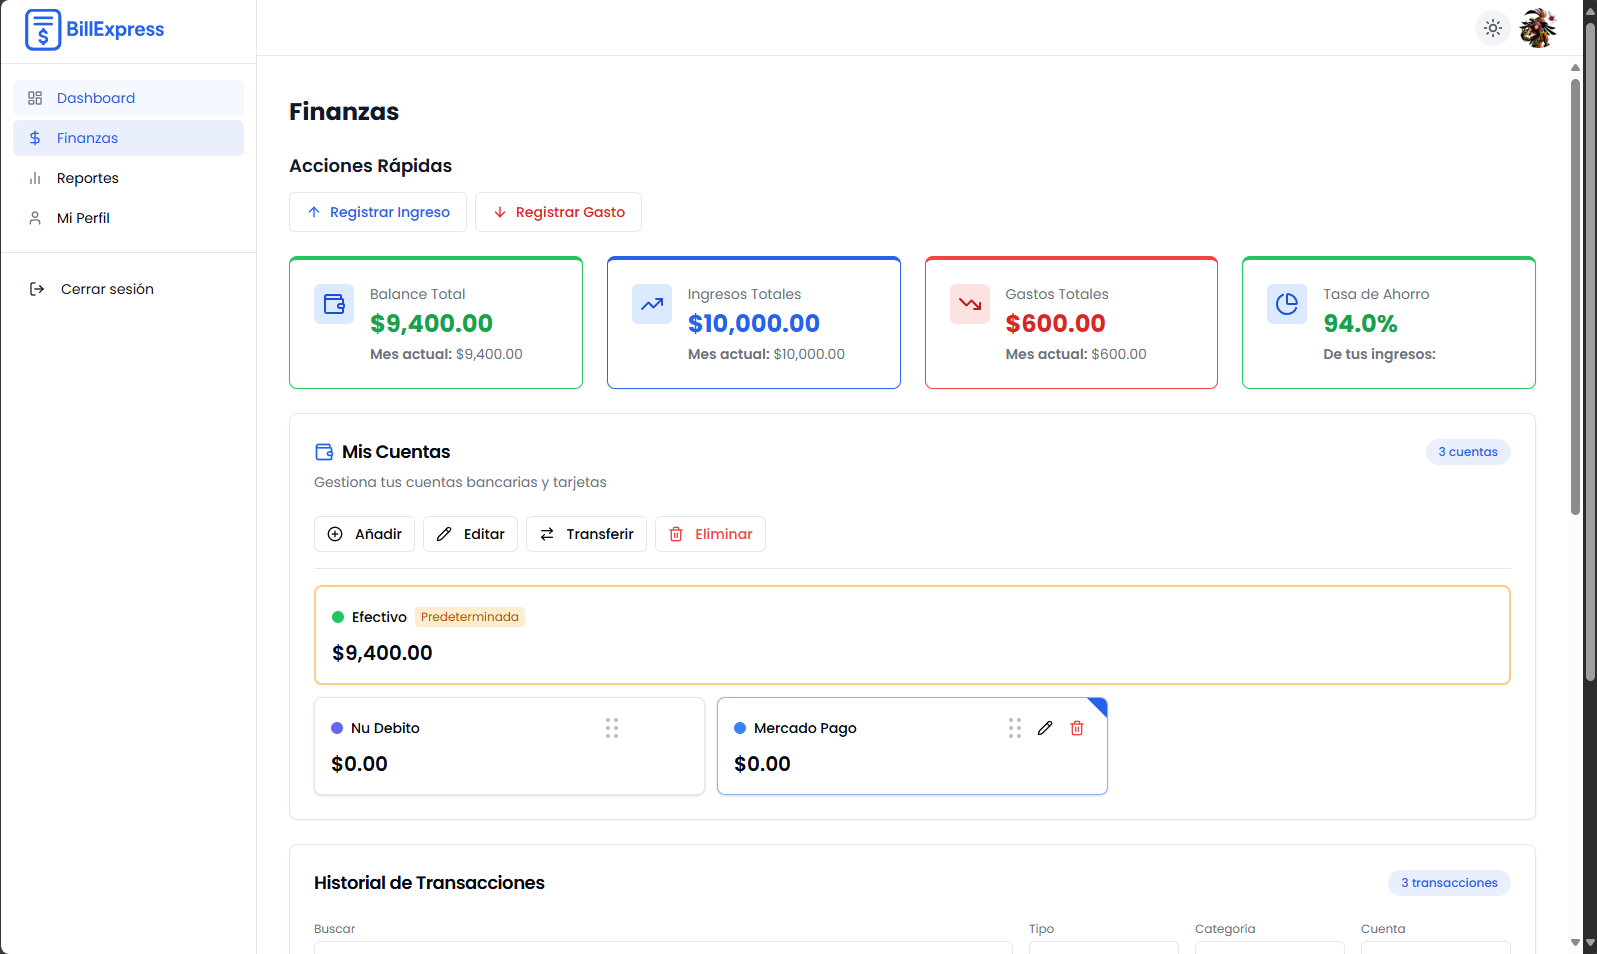 BillExpress
Dashboard
Finanzas
Reportes
Mi Perfil
Cerrar sesión
Finanzas
Acciones Rápidas
Registrar Ingreso
Registrar Gasto
Balance Total
$9,400.00
Mes actual: $9,400.00
Ingresos Totales
$10,000.00
Mes actual: $10,000.00
Gastos Totales
$600.00
Mes actual: $600.00
Tasa de Ahorro
94.0%
De tus ingresos:
Mis Cuentas
3 cuentas
Gestiona tus cuentas bancarias y tarjetas
Añadir
Editar
Transferir
Eliminar
Efectivo Predeterminada
$9,400.00
Nu Debito
$0.00
Mercado Pago
$0.00
Historial de Transacciones
3 transacciones
Buscar
Tipo
Categoría
Cuenta